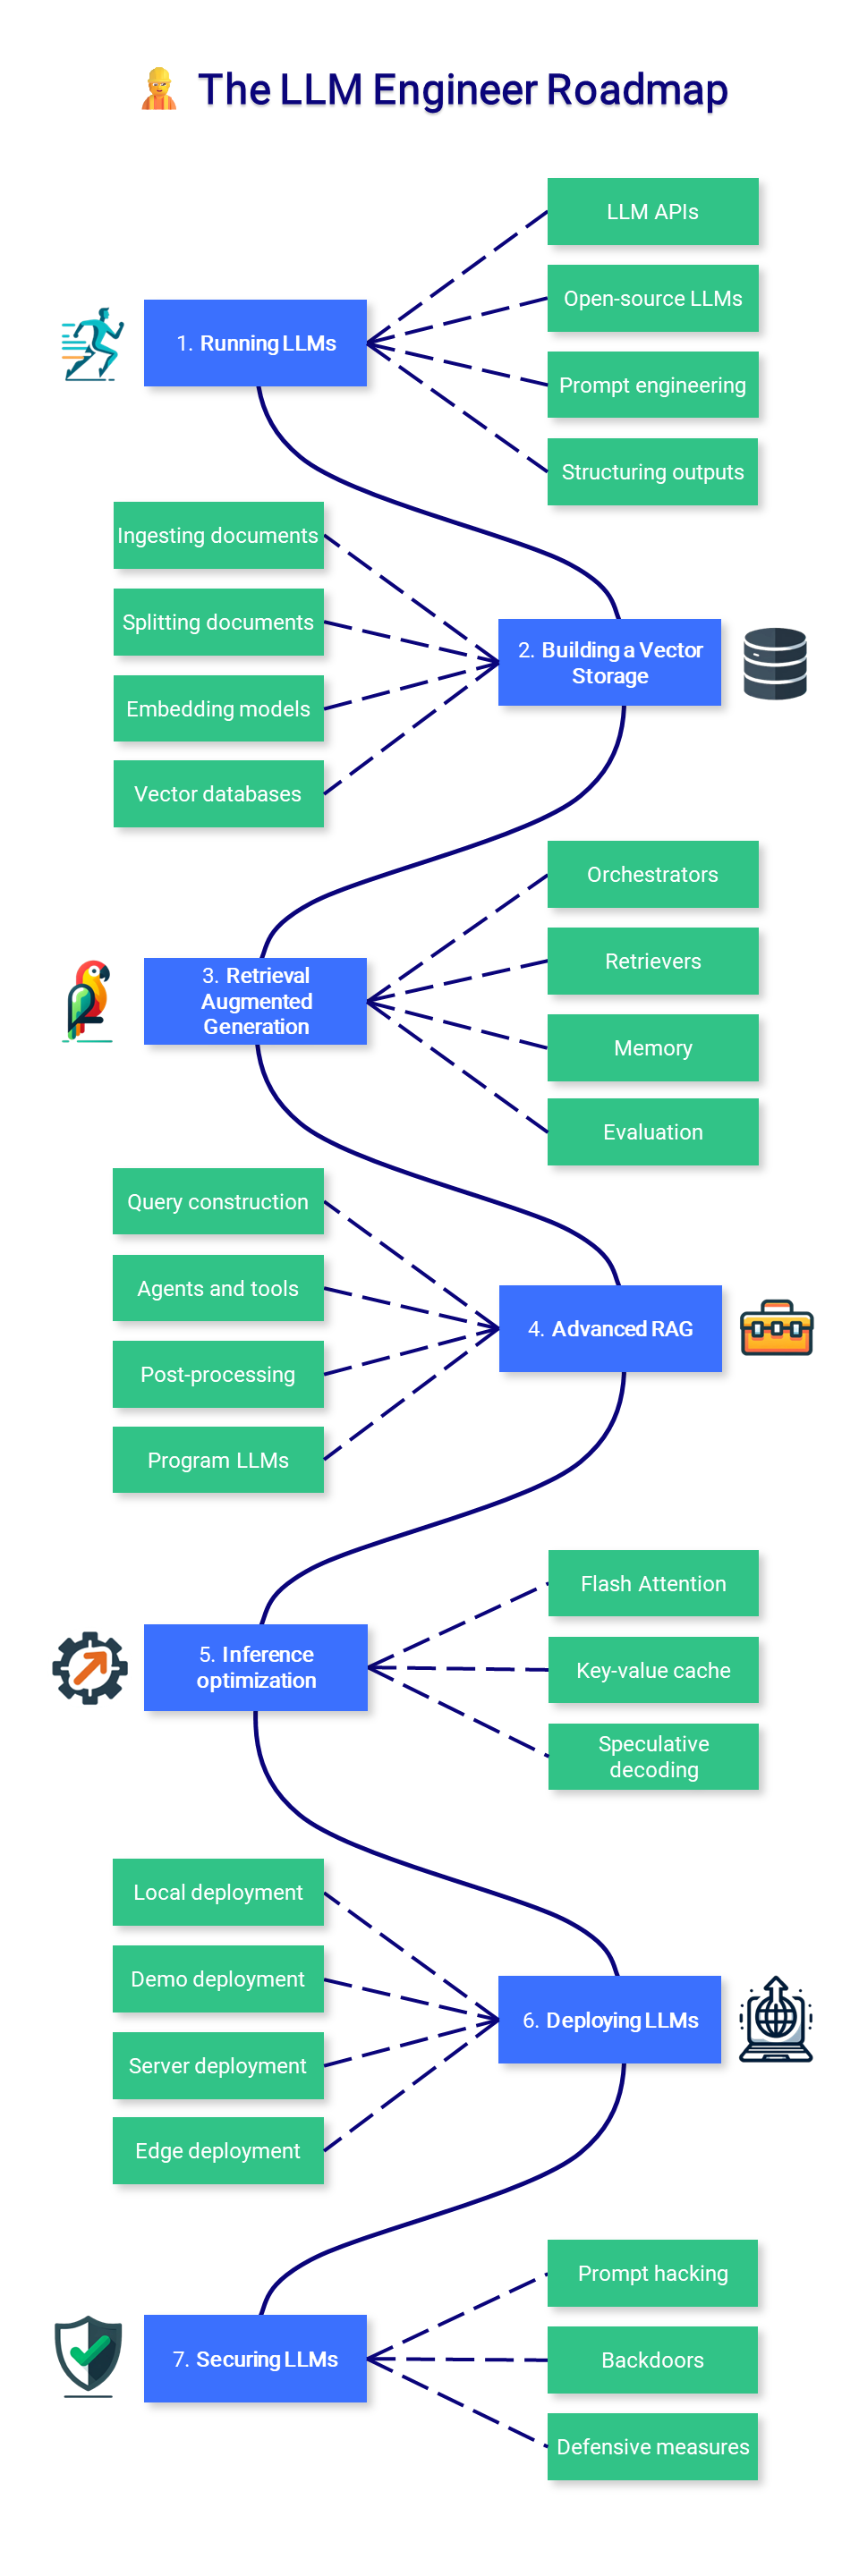 The LLM Engineer Roadmap
1. Running LLMs
LLM APIs
Open-source LLMs
Prompt engineering
Structuring outputs
2. Building a Vector
Storage
Ingesting documents
Splitting documents
Embedding models
Vector databases
3. Retrieval
Augmented
Generation
Orchestrators
Retrievers
Memory
Evaluation
4. Advanced RAG
Query construction
Agents and tools
Post-processing
Program LLMs
5. Inference
optimization
Flash Attention
Key-value cache
Speculative
decoding
6. Deploying LLMs
Local deployment
Demo deployment
Server deployment
Edge deployment
7. Securing LLMs
Prompt hacking
Backdoors
Defensive measures